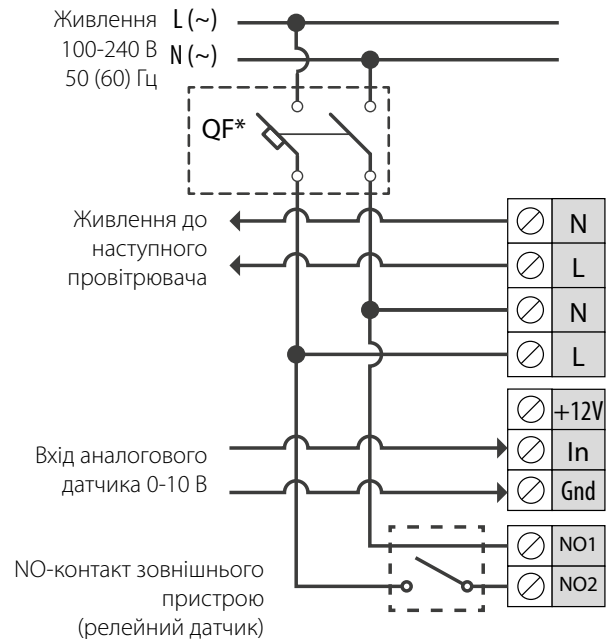 Живлення L (~)
100-240 В N (~)
50 (60) Гц
QF*
Живлення до
наступного
провітрювача
N
L
N
L
+12V
Вхід аналогового
датчика 0-10 В
In
Gnd
NO1
NO2
NO-контакт зовнішнього
пристрою
(релейний датчик)